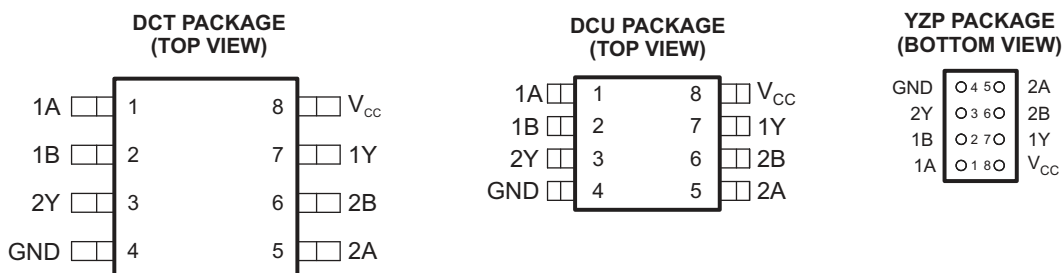 DCT PACKAGE
(TOP VIEW)
1A 1 8 VCC
1B 2 7 1Y
2Y 3 6 2B
GND 4 5 2A
DCU PACKAGE
(TOP VIEW)
1A 1 8 VCC
1B 2 7 1Y
2Y 3 6 2B
GND 4 5 2A
YZP PACKAGE
(BOTTOM VIEW)
GND 4 5 2A
2Y 3 6 2B
1B 2 7 1Y
1A 1 8 VCC